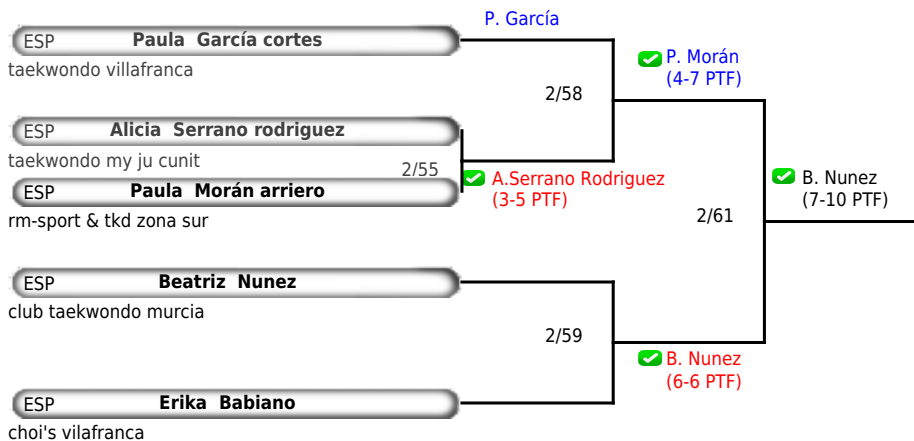 P. García
ESP Paula García cortes
taekwondo villafranca
P. Morán
(4-7 PTF)
2/58
ESP Alicia Serrano rodriguez
taekwondo my ju cunit
2/55
A.Serrano Rodriguez
(3-5 PTF)
ESP Paula Morán arriero
rm-sport & tkd zona sur
B. Nunez
(7-10 PTF)
2/61
ESP Beatriz Nunez
club taekwondo murcia
2/59
B. Nunez
(6-6 PTF)
ESP Erika Babiano
choi's vilafranca